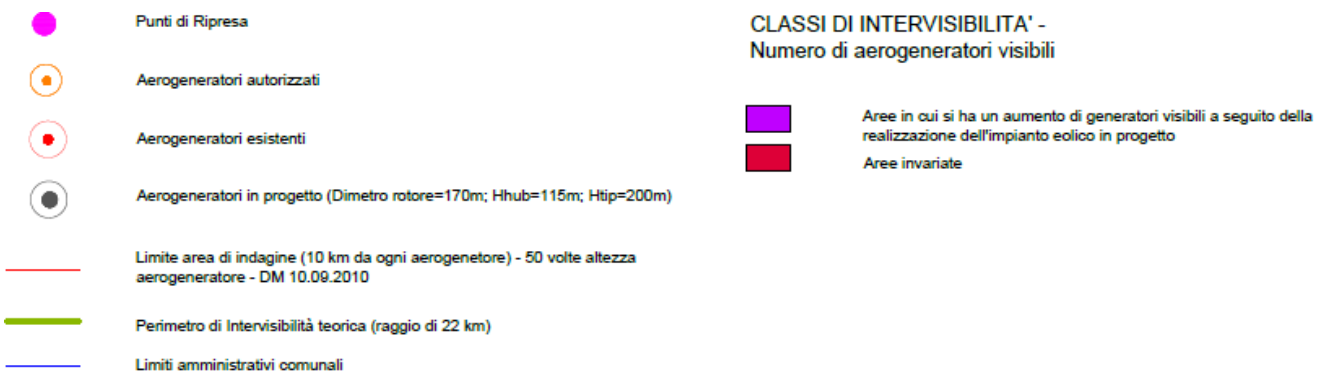 Punti di Ripresa
Aerogeneratori autorizzati
Aerogeneratori esistenti
Aerogeneratori in progetto (Dimetro rotore=170m; Hhub=115m; Htip=200m)
Limite area di indagine (10 km da ogni aerogenetore) - 50 volte altezza
aerogeneratore - DM 10.09.2010
Perimetro di Intervisibilità teorica (raggio di 22 km)
Limiti amministrativi comunali
CLASSI DI INTERVISIBILITA' -
Numero di aerogeneratori visibili
Aree in cui si ha un aumento di generatori visibili a seguito della
realizzazione dell'impianto eolico in progetto
Aree invariate